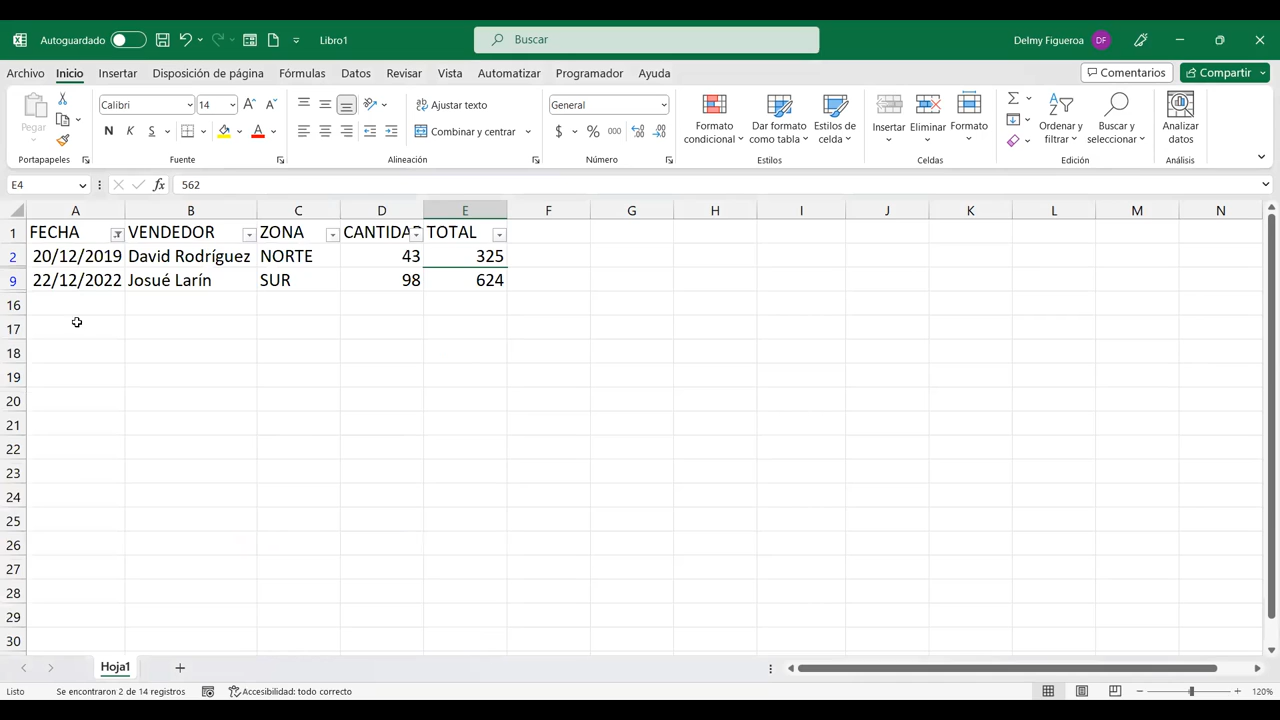 Autoguardado Libro1 Buscar Delmy Figueroa DF
Archivo Inicio Insertar Disposición de página Fórmulas Datos Revisar Vista Automatizar Programador Ayuda Comentarios Compartir
Pegar Calibri 14 Ajustar texto General Formato condicional Dar formato como tabla Estilos de celda Insertar Eliminar Formato Ordenar y filtrar Buscar y seleccionar Analizar datos
N K S A Combinar y centrar $ % 000
Portapapeles Fuente Alineación Número Estilos Celdas Edición Análisis
E4 fx 562
A B C D E F G H I J K L M N
1 FECHA VENDEDOR ZONA CANTIDAD TOTAL
2 20/12/2019 David Rodríguez NORTE 43 325
9 22/12/2022 Josué Larín SUR 98 624
16
17
18
19
20
21
22
23
24
25
26
27
28
29
30
Hoja1
Listo Se encontraron 2 de 14 registros Accesibilidad: todo correcto 120%